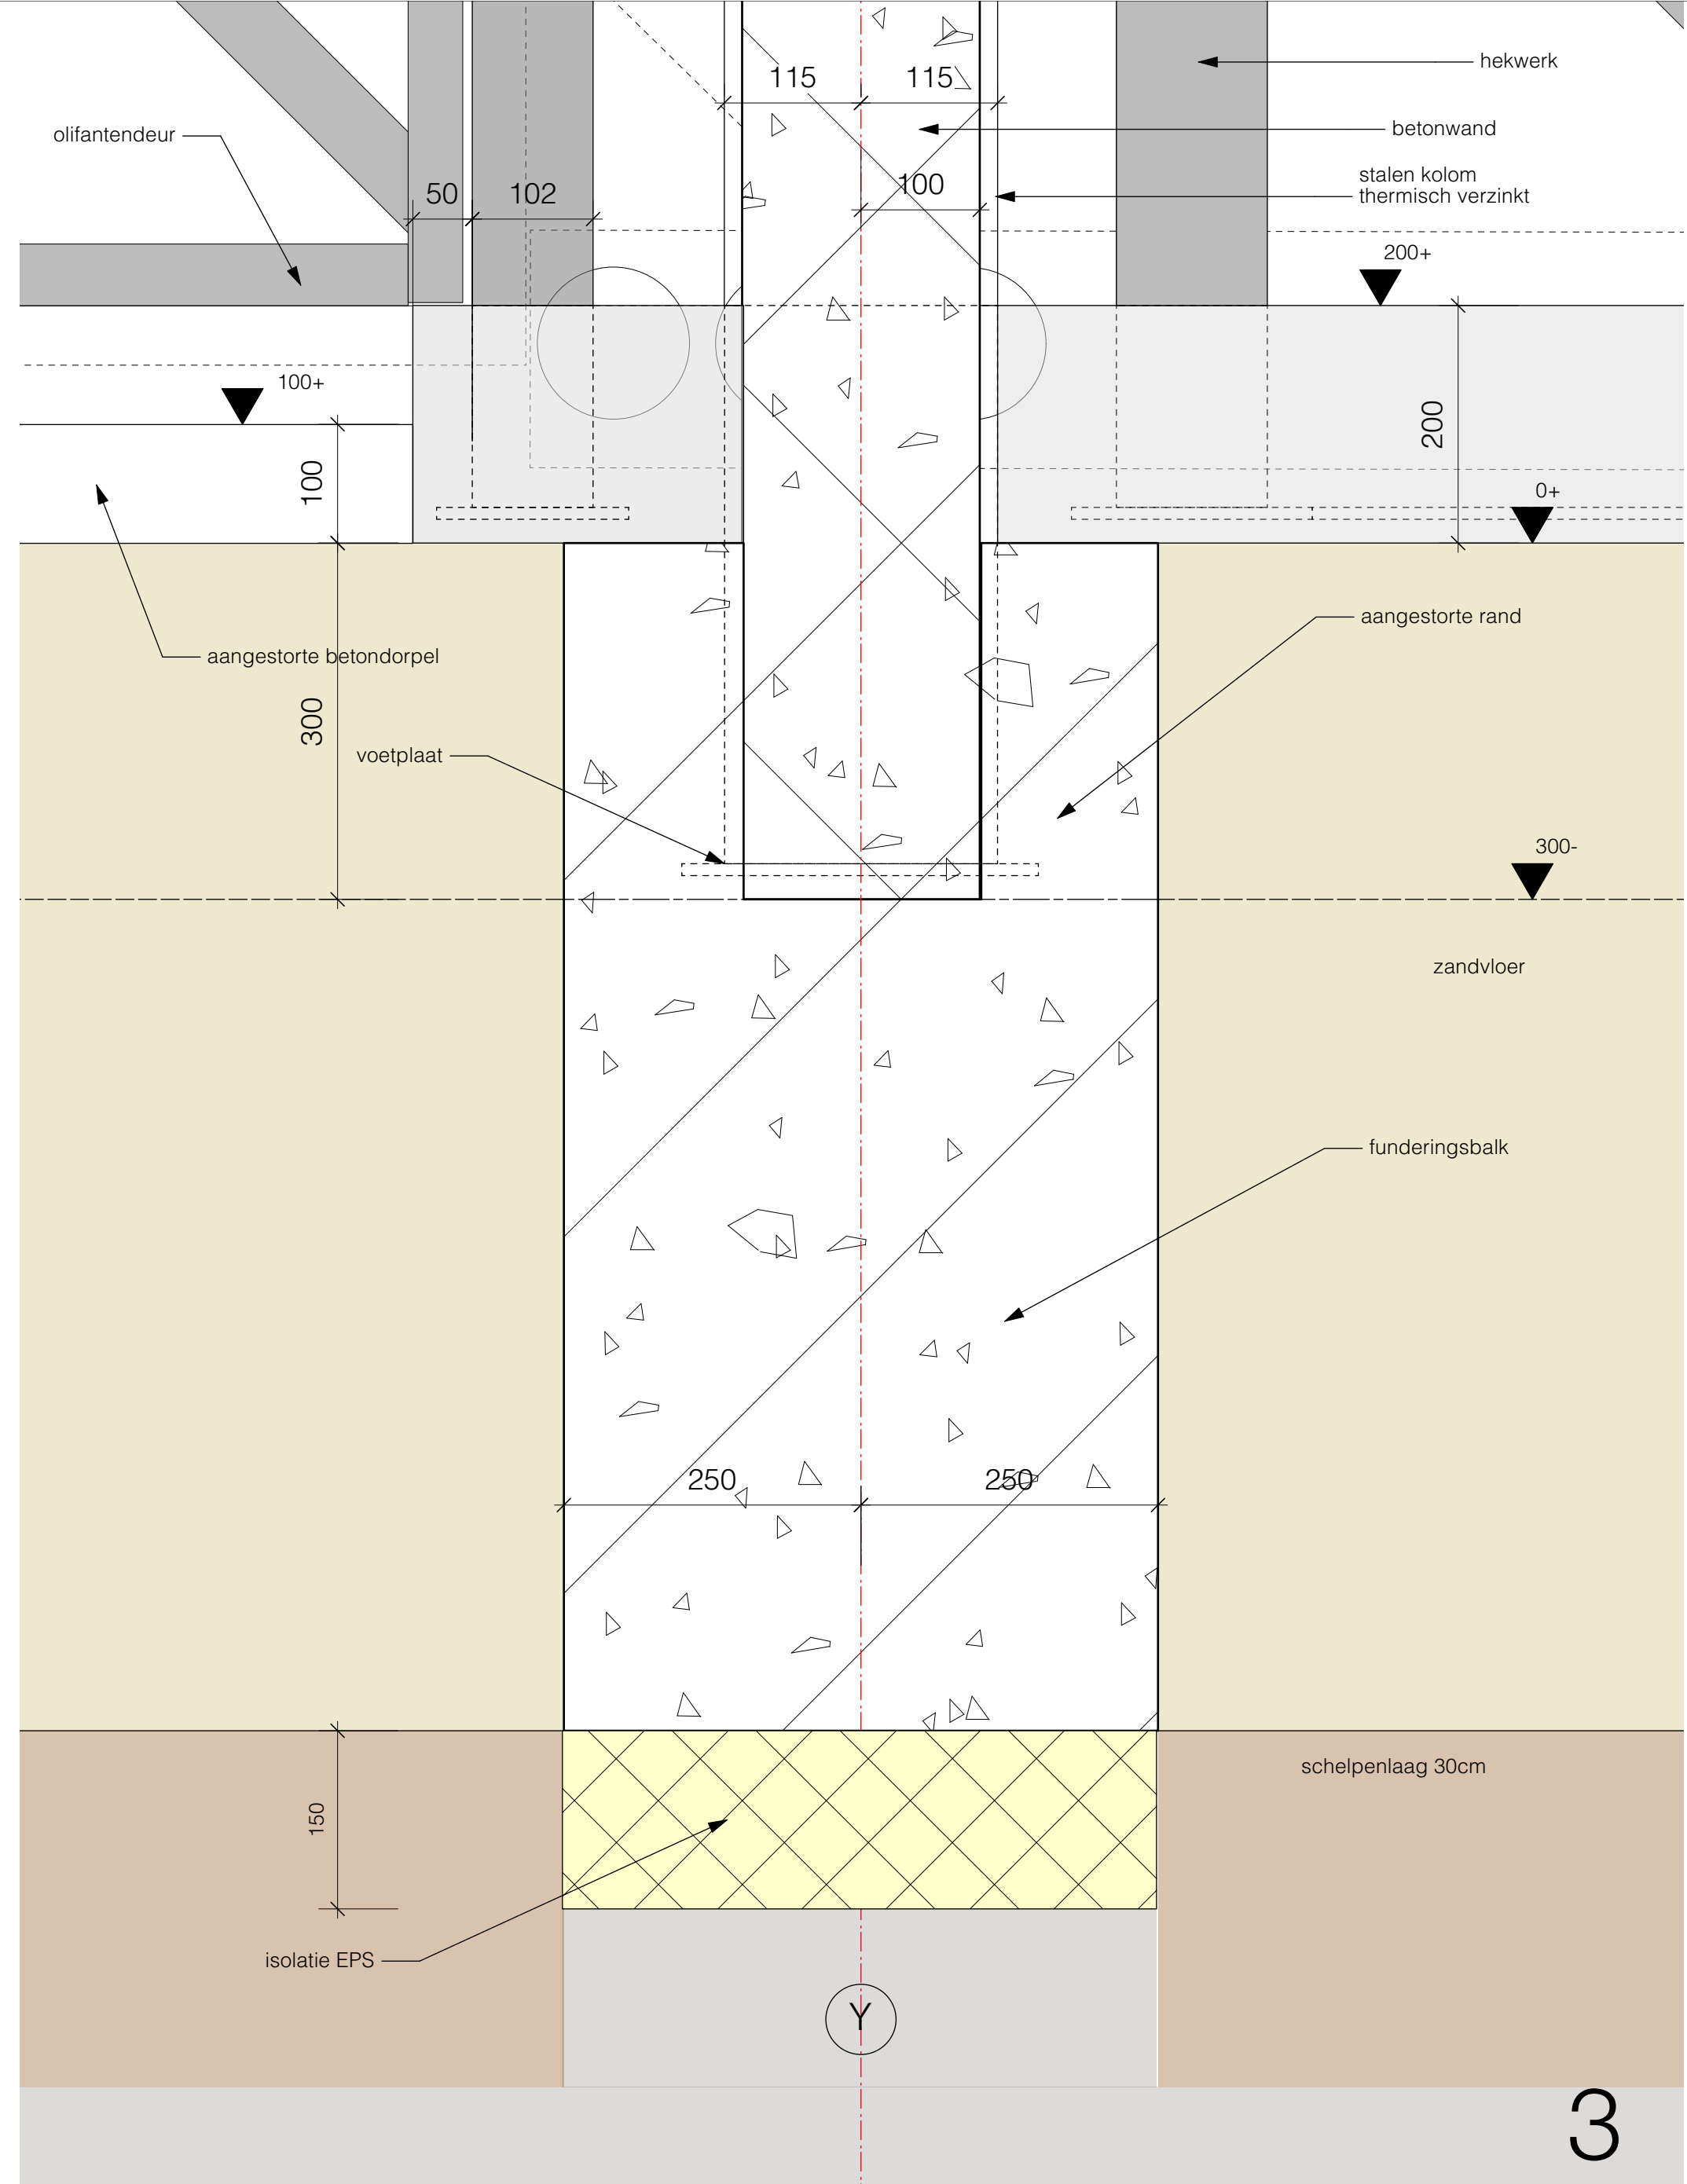 hekwerk
115
115
betonwand
olifantendeur
stalen kolom
thermisch verzinkt
50
102
100
200+
100+
200
100
0+
aangestorte rand
aangestorte betondorpel
300
voetplaat
300-
zandvloer
funderingsbalk
250
250
schelpenlaag 30cm
150
isolatie EPS
Y
3